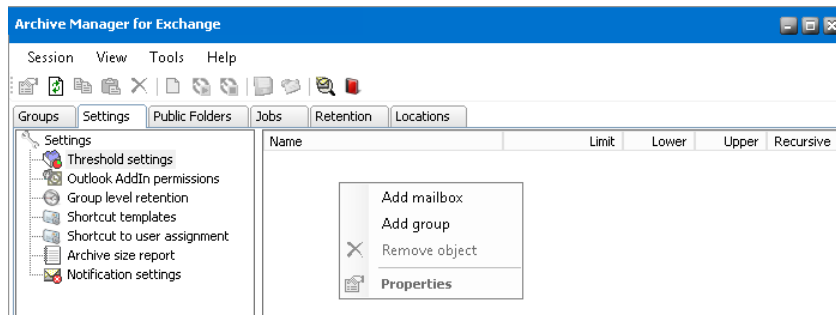 Archive Manager for Exchange
Session View Tools Help
Groups Settings Public Folders Jobs Retention Locations
Settings
Threshold settings
Outlook AddIn permissions
Group level retention
Shortcut templates
Shortcut to user assignment
Archive size report
Notification settings
Name Limit Lower Upper Recursive
Add mailbox
Add group
Remove object
Properties